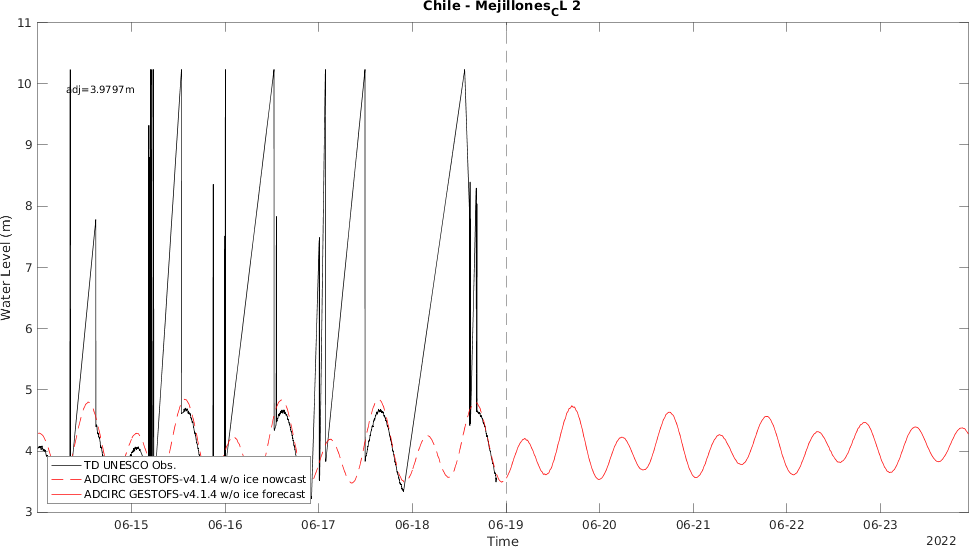 Chile - Mejillones_CL 2
11
10
9
8
7
6
5
4
3
Water Level (m)
adj=3.9797m
TD UNESCO Obs.
ADCIRC GESTOFS-v4.1.4 w/o ice nowcast
ADCIRC GESTOFS-v4.1.4 w/o ice forecast
06-15 06-16 06-17 06-18 06-19 06-20 06-21 06-22 06-23
Time
2022